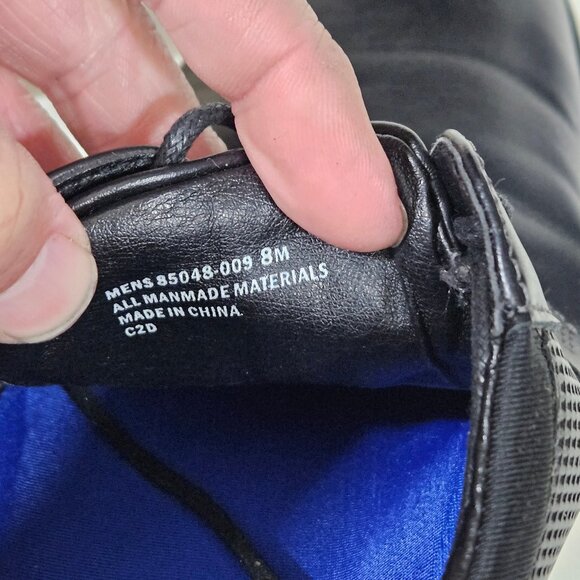 MENS 85048-009 8M
ALL MANMADE MATERIALS
MADE IN CHINA
C2D